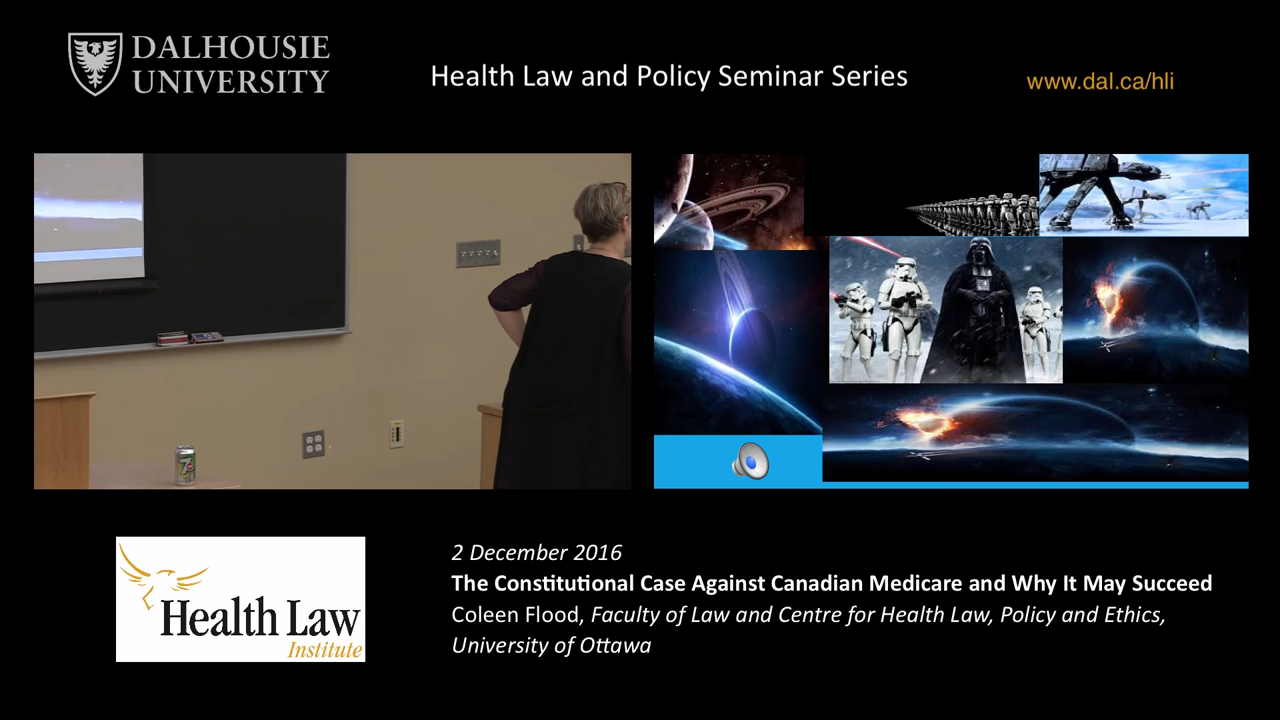 DALHOUSIE
UNIVERSITY
Health Law and Policy Seminar Series
www.dal.ca/hli
7
Health Law
Institute
2 December 2016
The Constitutional Case Against Canadian Medicare and Why It May Succeed
Coleen Flood, Faculty of Law and Centre for Health Law, Policy and Ethics,
University of Ottawa